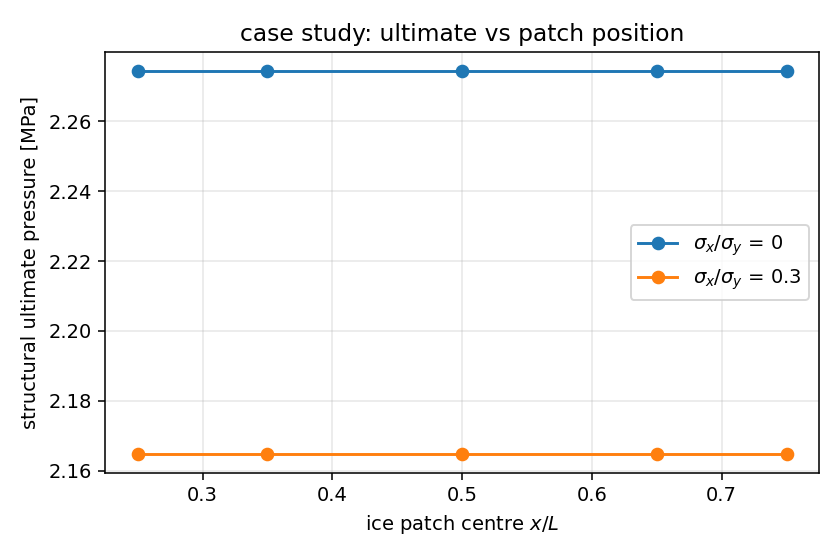 case study: ultimate vs patch position
structural ultimate pressure [MPa]
2.26
2.24
2.22
2.20
2.18
2.16
σx/σy = 0
σx/σy = 0.3
0.3 0.4 0.5 0.6 0.7
ice patch centre x/L